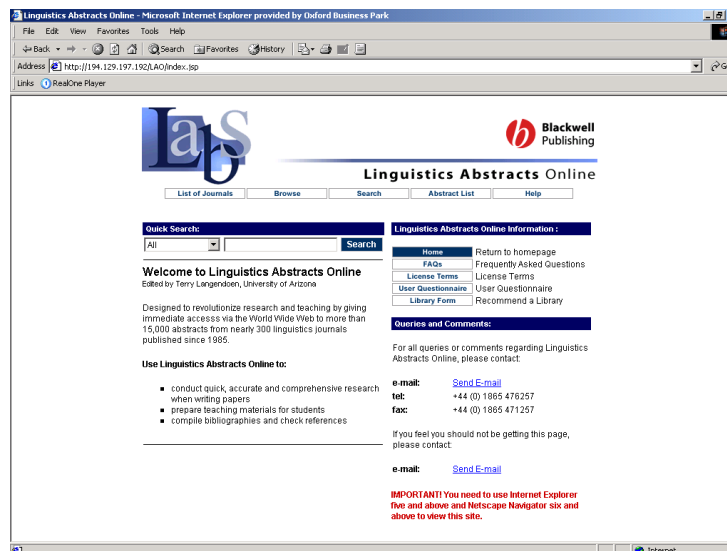 Linguistics Abstracts Online - Microsoft Internet Explorer provided by Oxford Business Park
File Edit View Favorites Tools Help
Back Search Favorites History
Address http://194.129.197.192/LAO/index.jsp
Links RealOne Player
Labs
Blackwell
Publishing
Linguistics Abstracts Online
List of Journals Browse Search Abstract List Help
Quick Search:
All Search
Welcome to Linguistics Abstracts Online
Edited by Terry Langendoen, University of Arizona
Designed to revolutionize research and teaching by giving
immediate accesss via the World Wide Web to more than
15,000 abstracts from nearly 300 linguistics journals
published since 1985.
Use Linguistics Abstracts Online to:
conduct quick, accurate and comprehensive research
when writing papers
prepare teaching materials for students
compile bibliographies and check references
Linguistics Abstracts Online Information :
Home Return to homepage
FAQs Frequently Asked Questions
License Terms License Terms
User Questionnaire User Questionnaire
Library Form Recommend a Library
Queries and Comments:
For all queries or comments regarding Linguistics
Abstracts Online, please contact:
e-mail: Send E-mail
tel: +44 (0) 1865 476257
fax: +44 (0) 1865 471257
If you feel you should not be getting this page,
please contact:
e-mail: Send E-mail
IMPORTANT! You need to use Internet Explorer
five and above and Netscape Navigator six and
above to view this site.
Internet